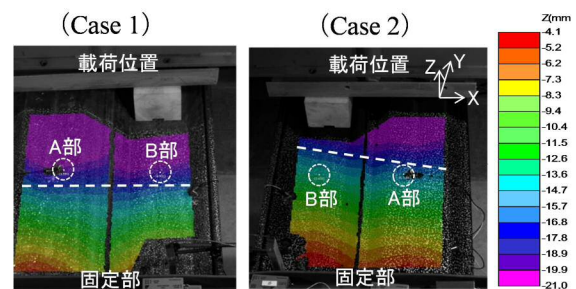 (Case 1)
(Case 2)
載荷位置
A部
B部
固定部
載荷位置
Z
Y
X
B部
A部
固定部
Z(mm
-4.1
-5.2
-6.2
-7.3
-8.3
-9.4
-10.4
-11.5
-12.6
-13.6
-14.7
-15.7
-16.8
-17.8
-18.9
-19.9
-21.0